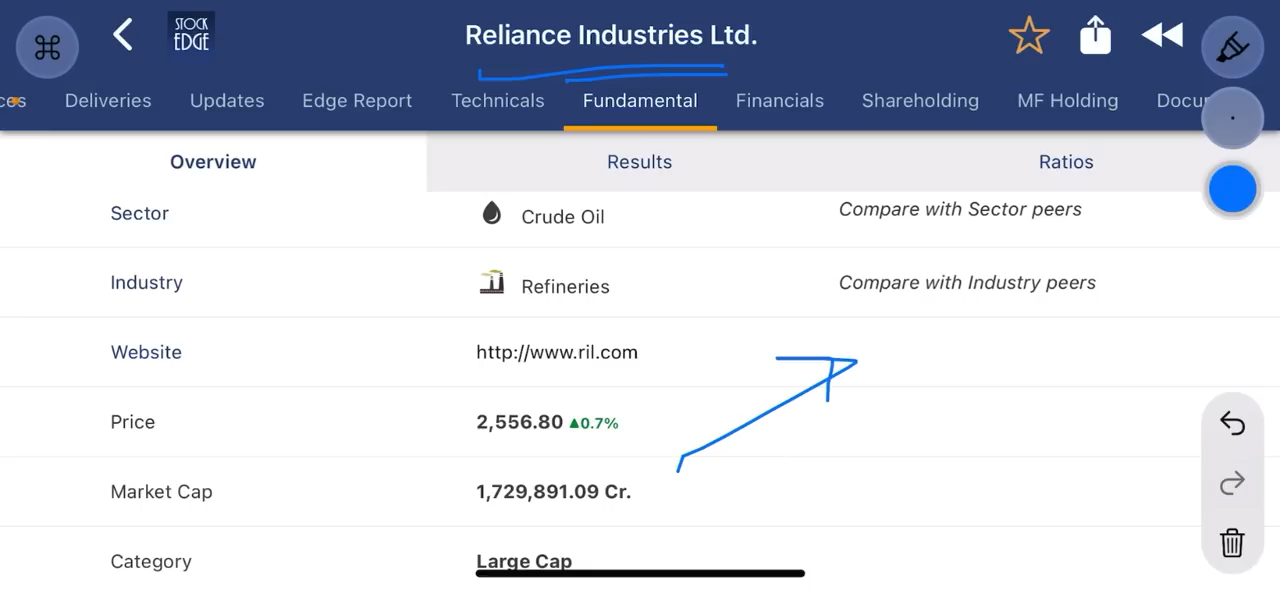 STOCK
EDGE
Reliance Industries Ltd.
ces Deliveries Updates Edge Report Technicals Fundamental Financials Shareholding MF Holding Docu
Overview Results Ratios
Sector Crude Oil Compare with Sector peers
Industry Refineries Compare with Industry peers
Website http://www.ril.com
Price 2,556.80 ▲0.7%
Market Cap 1,729,891.09 Cr.
Category Large Cap